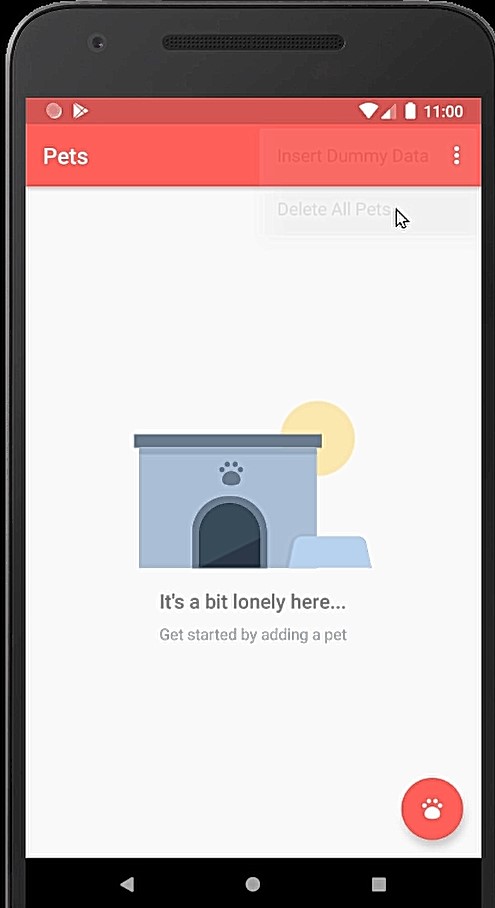 11:00
Pets
Insert Dummy Data
Delete All Pets
It's a bit lonely here...
Get started by adding a pet